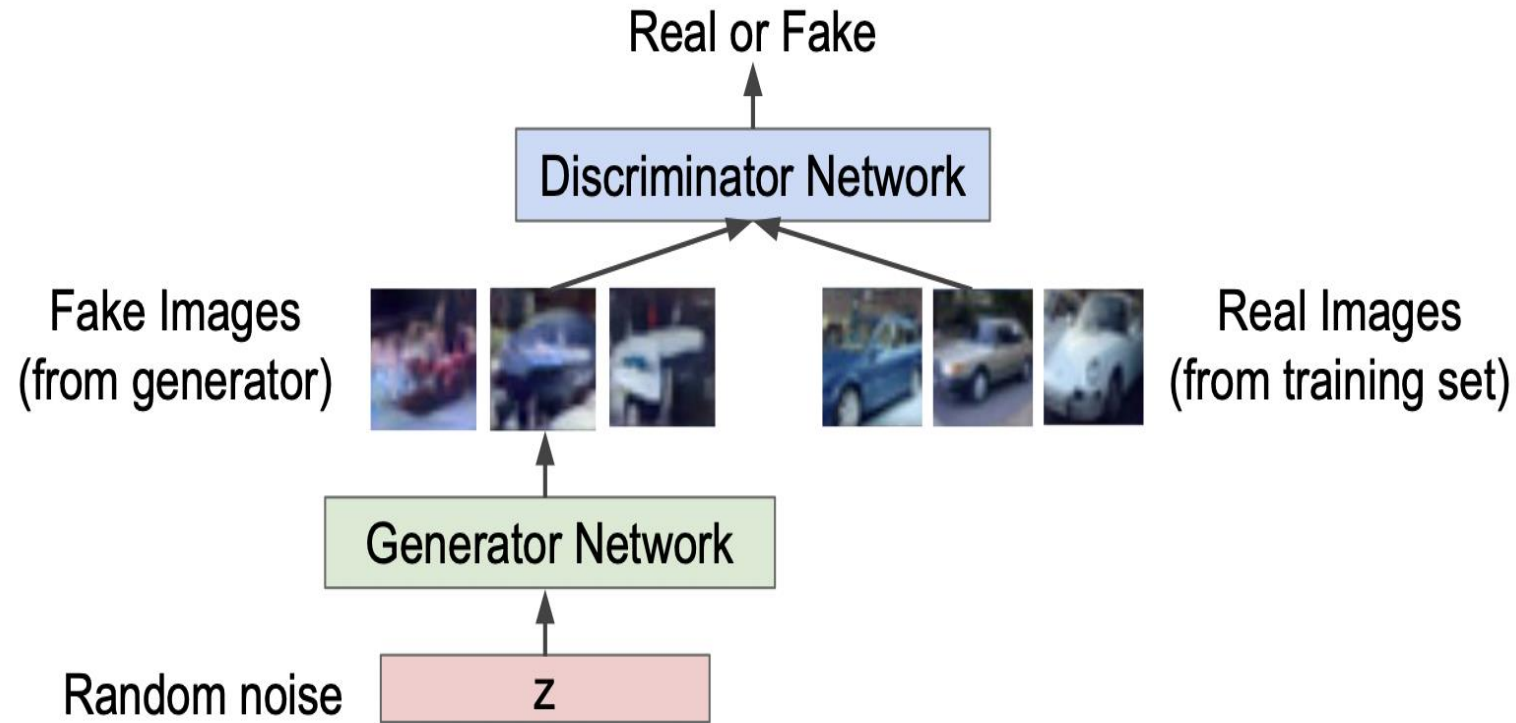 Real or Fake
Discriminator Network
Fake Images
(from generator)
Real Images
(from training set)
Generator Network
Random noise
z